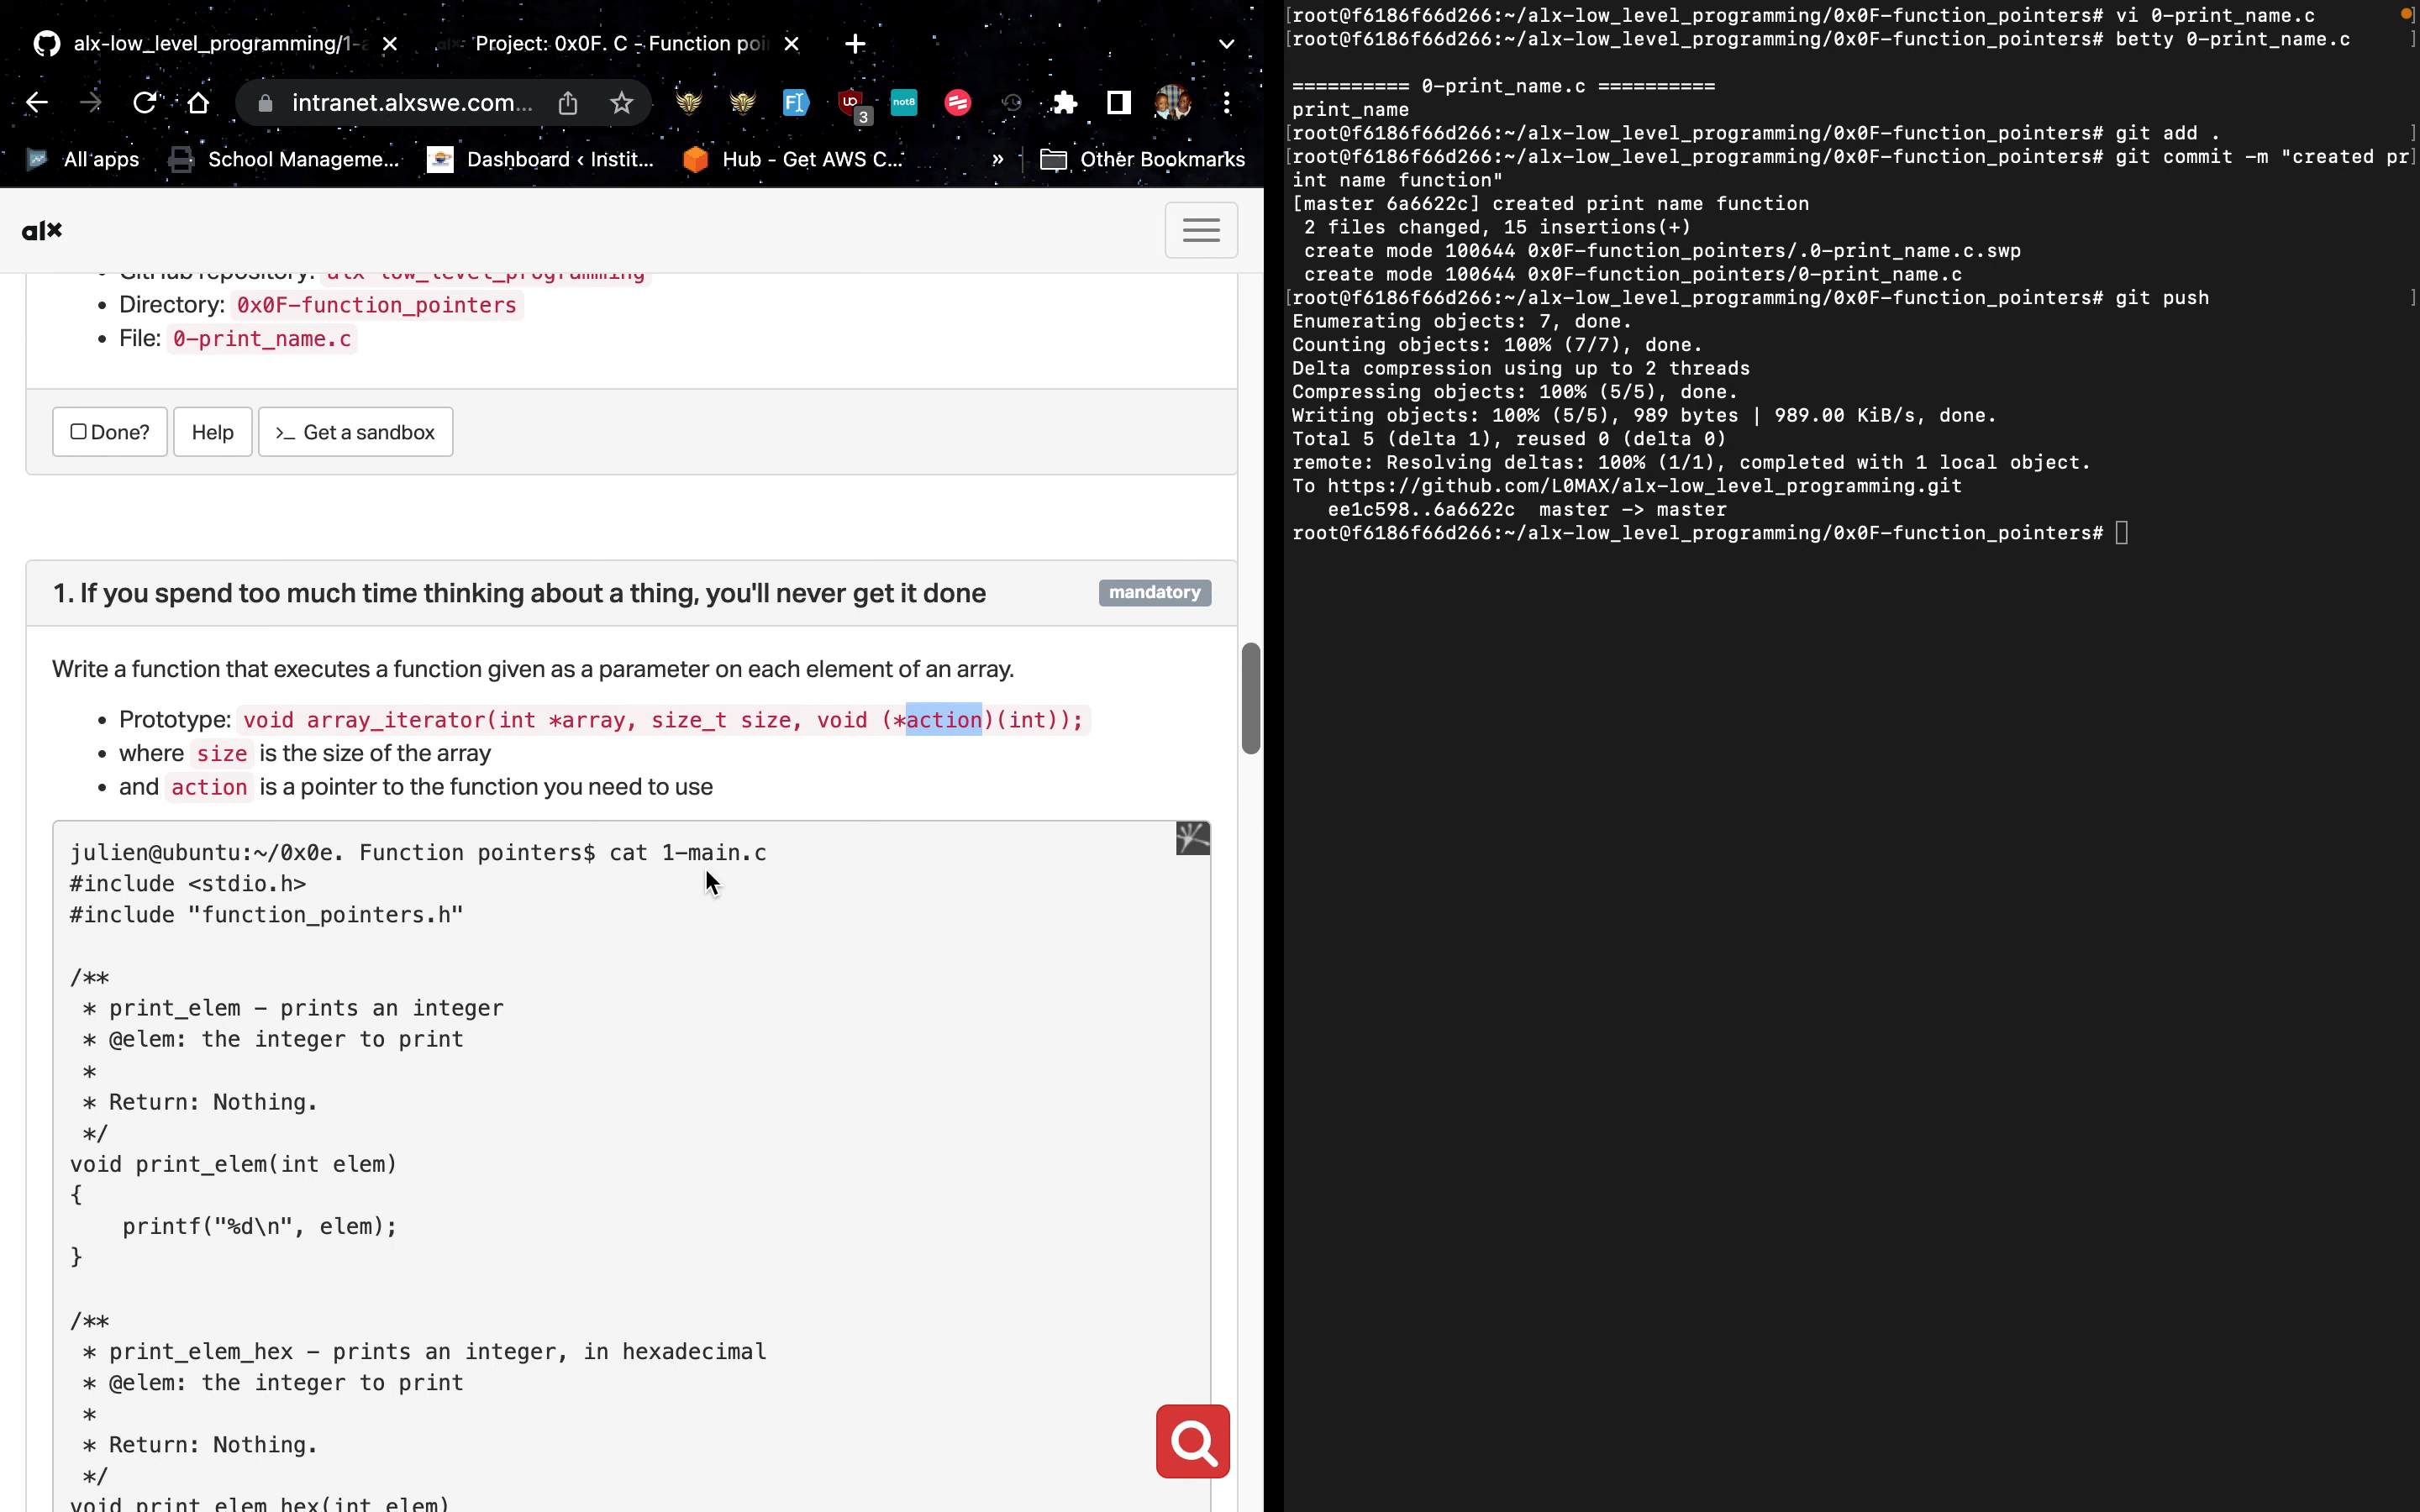 alx-low_level_programming/1-a
Project: 0x0F. C - Function poi
intranet.alxswe.com...
3
not8
All apps
School Manageme...
Dashboard ‹ Instit...
Hub - Get AWS C...
»
Other Bookmarks
alx
• GitHub repository: alx-low_level_programming
• Directory: 0x0F-function_pointers
• File: 0-print_name.c
Done?
Help
>_ Get a sandbox
1. If you spend too much time thinking about a thing, you'll never get it done
mandatory
Write a function that executes a function given as a parameter on each element of an array.
• Prototype: void array_iterator(int *array, size_t size, void (*action)(int));
• where size is the size of the array
• and action is a pointer to the function you need to use
julien@ubuntu:~/0x0e. Function pointers$ cat 1-main.c
#include <stdio.h>
#include "function_pointers.h"
/**
* print_elem - prints an integer
* @elem: the integer to print
*
* Return: Nothing.
*/
void print_elem(int elem)
{
printf("%d\n", elem);
}
/**
* print_elem_hex - prints an integer, in hexadecimal
* @elem: the integer to print
*
* Return: Nothing.
*/
void print_elem_hex(int elem)
[root@f6186f66d266:~/alx-low_level_programming/0x0F-function_pointers# vi 0-print_name.c ]
[root@f6186f66d266:~/alx-low_level_programming/0x0F-function_pointers# betty 0-print_name.c ]
========== 0-print_name.c ==========
print_name
[root@f6186f66d266:~/alx-low_level_programming/0x0F-function_pointers# git add . ]
[root@f6186f66d266:~/alx-low_level_programming/0x0F-function_pointers# git commit -m "created pr]
int name function"
[master 6a6622c] created print name function
2 files changed, 15 insertions(+)
create mode 100644 0x0F-function_pointers/.0-print_name.c.swp
create mode 100644 0x0F-function_pointers/0-print_name.c
[root@f6186f66d266:~/alx-low_level_programming/0x0F-function_pointers# git push ]
Enumerating objects: 7, done.
Counting objects: 100% (7/7), done.
Delta compression using up to 2 threads
Compressing objects: 100% (5/5), done.
Writing objects: 100% (5/5), 989 bytes | 989.00 KiB/s, done.
Total 5 (delta 1), reused 0 (delta 0)
remote: Resolving deltas: 100% (1/1), completed with 1 local object.
To https://github.com/L0MAX/alx-low_level_programming.git
ee1c598..6a6622c master -> master
root@f6186f66d266:~/alx-low_level_programming/0x0F-function_pointers#